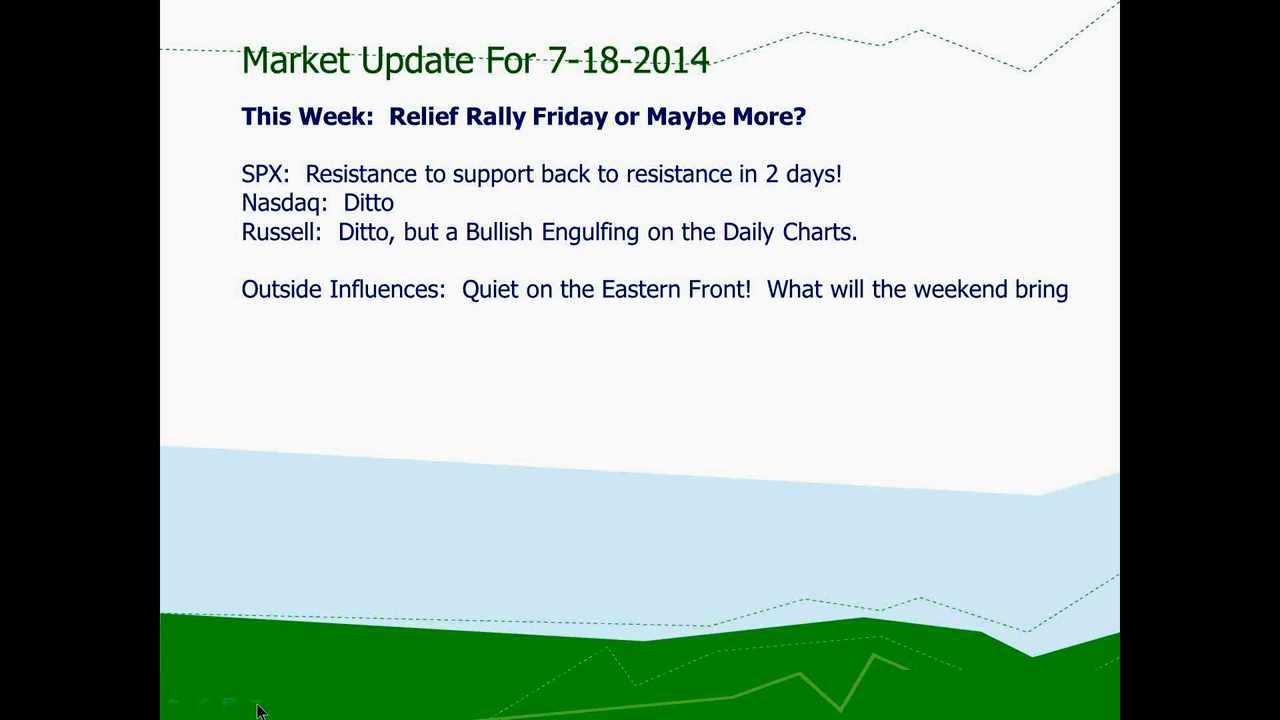 Market Update For 7-18-2014
This Week:  Relief Rally Friday or Maybe More?
SPX:  Resistance to support back to resistance in 2 days!
Nasdaq:  Ditto
Russell:  Ditto, but a Bullish Engulfing on the Daily Charts.
Outside Influences:  Quiet on the Eastern Front!  What will the weekend bring